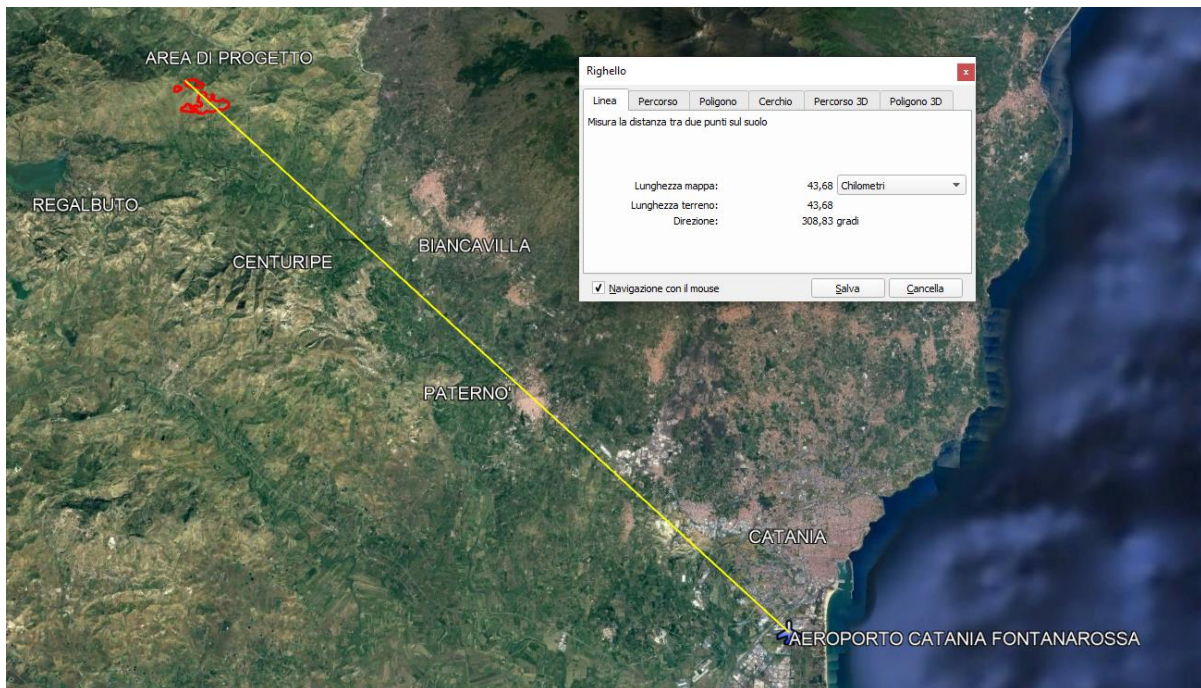 AREA DI PROGETTO
Righello
x
Linea Percorso Poligono Cerchio Percorso 3D Poligono 3D
Misura la distanza tra due punti sul suolo
Lunghezza mappa: 43,68 Chilometri
Lunghezza terreno: 43,68
Direzione: 308,83 gradi
Navigazione con il mouse Salva Cancella
REGALBUTO
BIANCAVILLA
CENTURIPE
PATERNO'
CATANIA
AEROPORTO CATANIA FONTANAROSSA